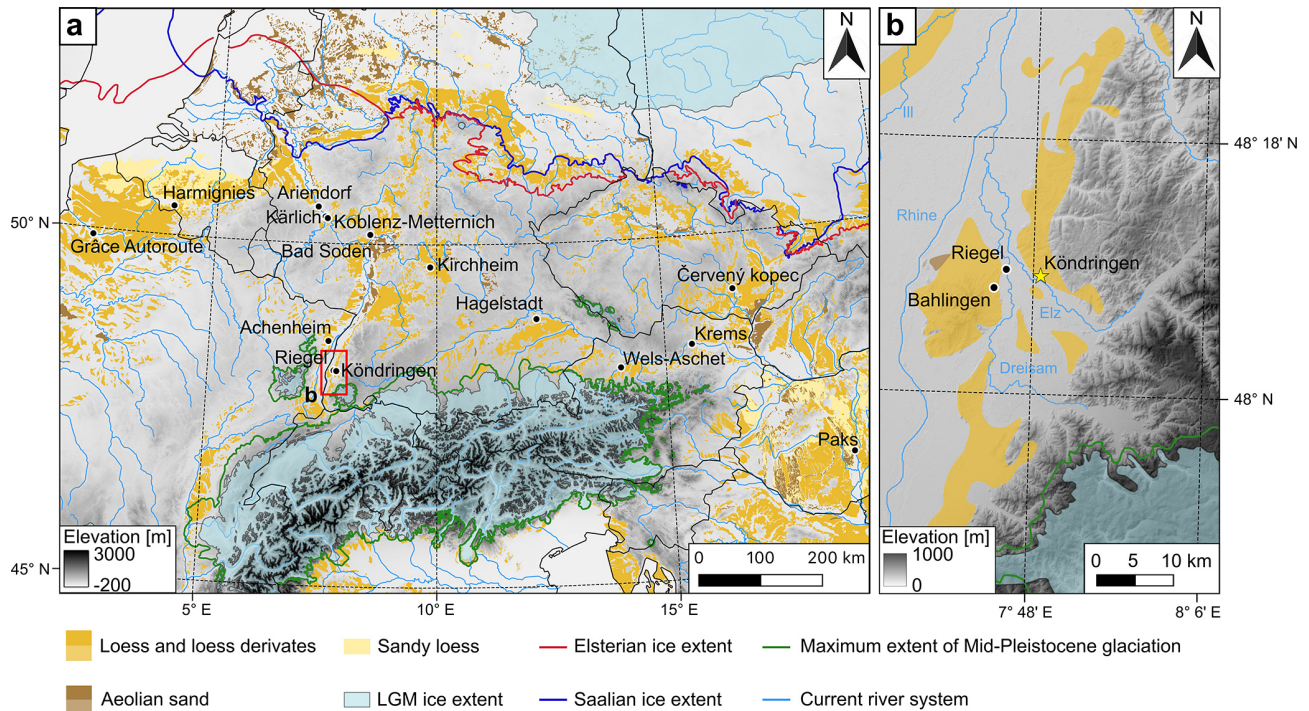 a
N
Harmignies
Ariendorf
Kärlich
Koblenz-Metternich
Grâce Autoroute
Bad Soden
Kirchheim
Červený kopec
Hagelstadt
Achenheim
Krems
Riegel
Wels-Aschet
Köndringen
b
Paks
50° N
45° N
5° E
10° E
15° E
Elevation [m]
3000
-200
0 100 200 km
b
N
Ill
Rhine
Riegel
Köndringen
Bahlingen
Elz
Dreisam
48° 18' N
48° N
7° 48' E
8° 6' E
Elevation [m]
1000
0
0 5 10 km
Loess and loess derivates
Sandy loess
Elsterian ice extent
Maximum extent of Mid-Pleistocene glaciation
Aeolian sand
LGM ice extent
Saalian ice extent
Current river system